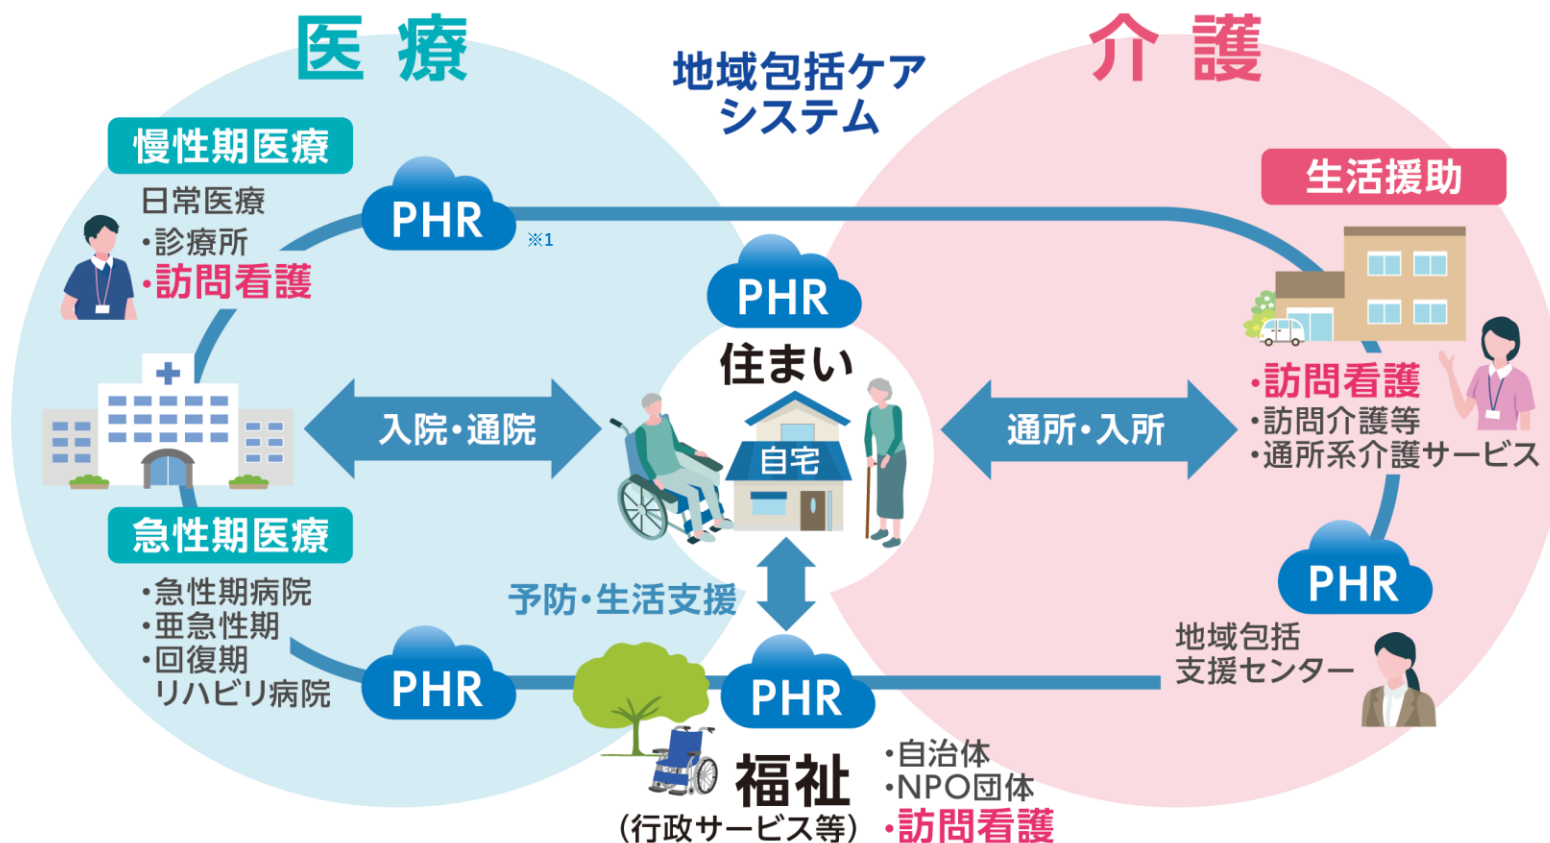 医療
地域包括ケア
システム
介護
慢性期医療
日常医療
・診療所
・訪問看護
PHR
※1
PHR
住まい
自宅
生活援助
・訪問看護
・訪問介護等
・通所系介護サービス
入院・通院
通所・入所
急性期医療
・急性期病院
・亜急性期
・回復期
リハビリ病院
予防・生活支援
PHR
PHR
PHR
地域包括
支援センター
福祉
(行政サービス等)
・自治体
・NPO団体
・訪問看護